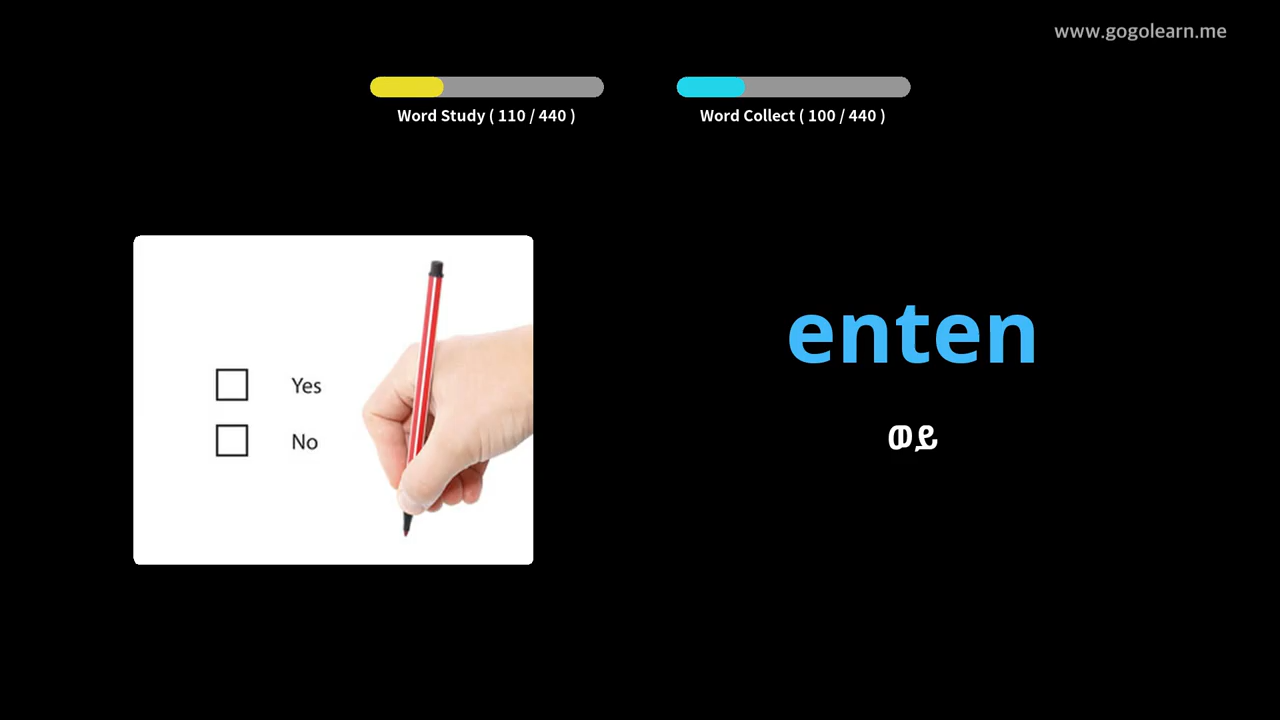 www.gogolearn.me
Word Study ( 110 / 440 )
Word Collect ( 100 / 440 )
Yes
No
enten
ወይ